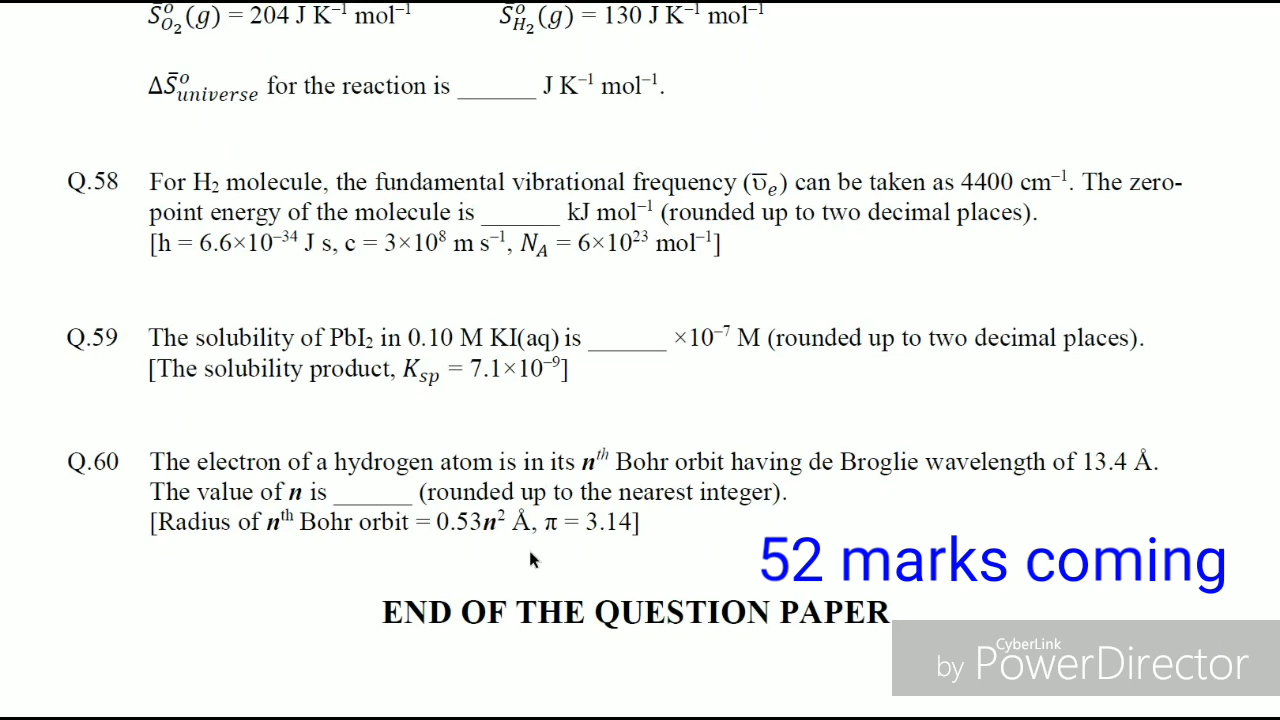 S̄°O₂(g) = 204 J K⁻¹ mol⁻¹ S̄°H₂(g) = 130 J K⁻¹ mol⁻¹
ΔS̄°universe for the reaction is ______ J K⁻¹ mol⁻¹.
Q.58 For H₂ molecule, the fundamental vibrational frequency (ῡₑ) can be taken as 4400 cm⁻¹. The zero-
point energy of the molecule is ______ kJ mol⁻¹ (rounded up to two decimal places).
[h = 6.6×10⁻³⁴ J s, c = 3×10⁸ m s⁻¹, N_A = 6×10²³ mol⁻¹]
Q.59 The solubility of PbI₂ in 0.10 M KI(aq) is ______ ×10⁻⁷ M (rounded up to two decimal places).
[The solubility product, Ksp = 7.1×10⁻⁹]
Q.60 The electron of a hydrogen atom is in its nᵗʰ Bohr orbit having de Broglie wavelength of 13.4 Å.
The value of n is ______ (rounded up to the nearest integer).
[Radius of nᵗʰ Bohr orbit = 0.53n² Å, π = 3.14]
52 marks coming
END OF THE QUESTION PAPER
CyberLink
by PowerDirector